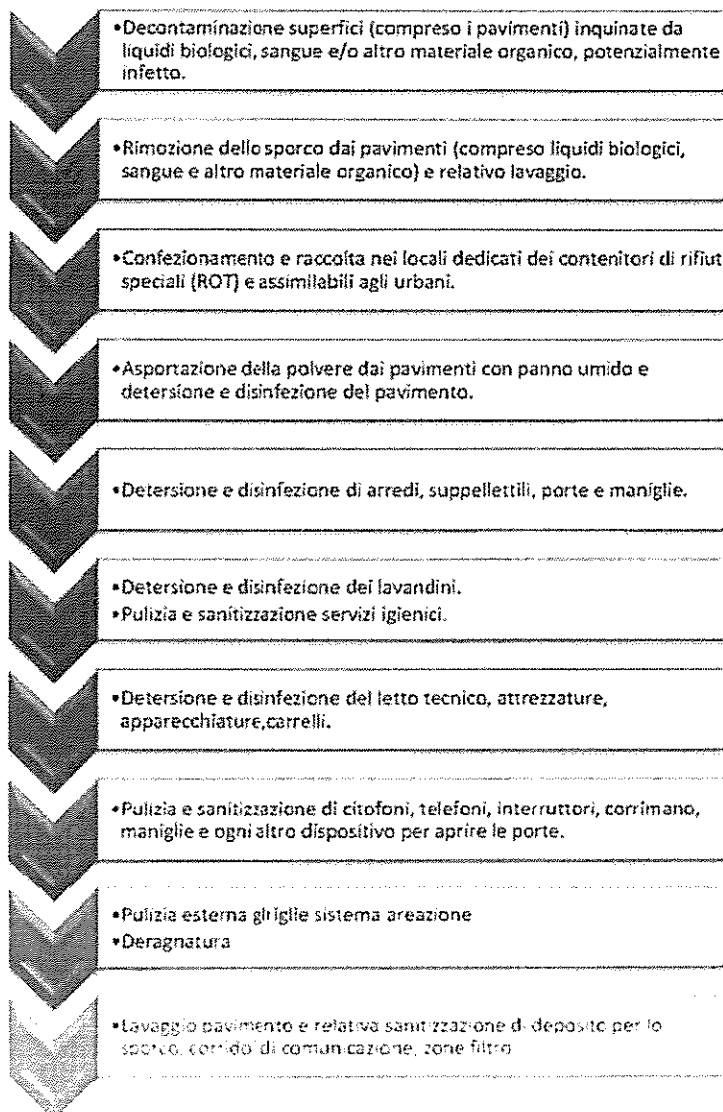 •Decontaminazione superfici (compreso i pavimenti) inquinate da
liquidi biologici, sangue e/o altro materiale organico, potenzialmente
infetto.
•Rimozione dello sporco dai pavimenti (compreso liquidi biologici,
sangue e altro materiale organico) e relativo lavaggio.
•Confezionamento e raccolta nei locali dedicati dei contenitori di rifiut
speciali (ROT) e assimilabili agli urbani.
•Asportazione della polvere dai pavimenti con panno umido e
detersione e disinfezione del pavimento.
•Detersione e disinfezione di arredi, suppellettili, porte e maniglie.
•Detersione e disinfezione dei lavandini.
•Pulizia e sanitizzazione servizi igienici.
•Detersione e disinfezione del letto tecnico, attrezzature,
apparecchiature,carrelli.
•Pulizia e sanitizzazione di citofoni, telefoni, interruttori, corrimano,
maniglie e ogni altro dispositivo per aprire le porte.
•Pulizia esterna griglie sistema areazione
•Deragnatura
•Lavaggio pavimento e relativa sanitizzazione di deposito per lo
sporco, corridoi di comunicazione, zone filtro